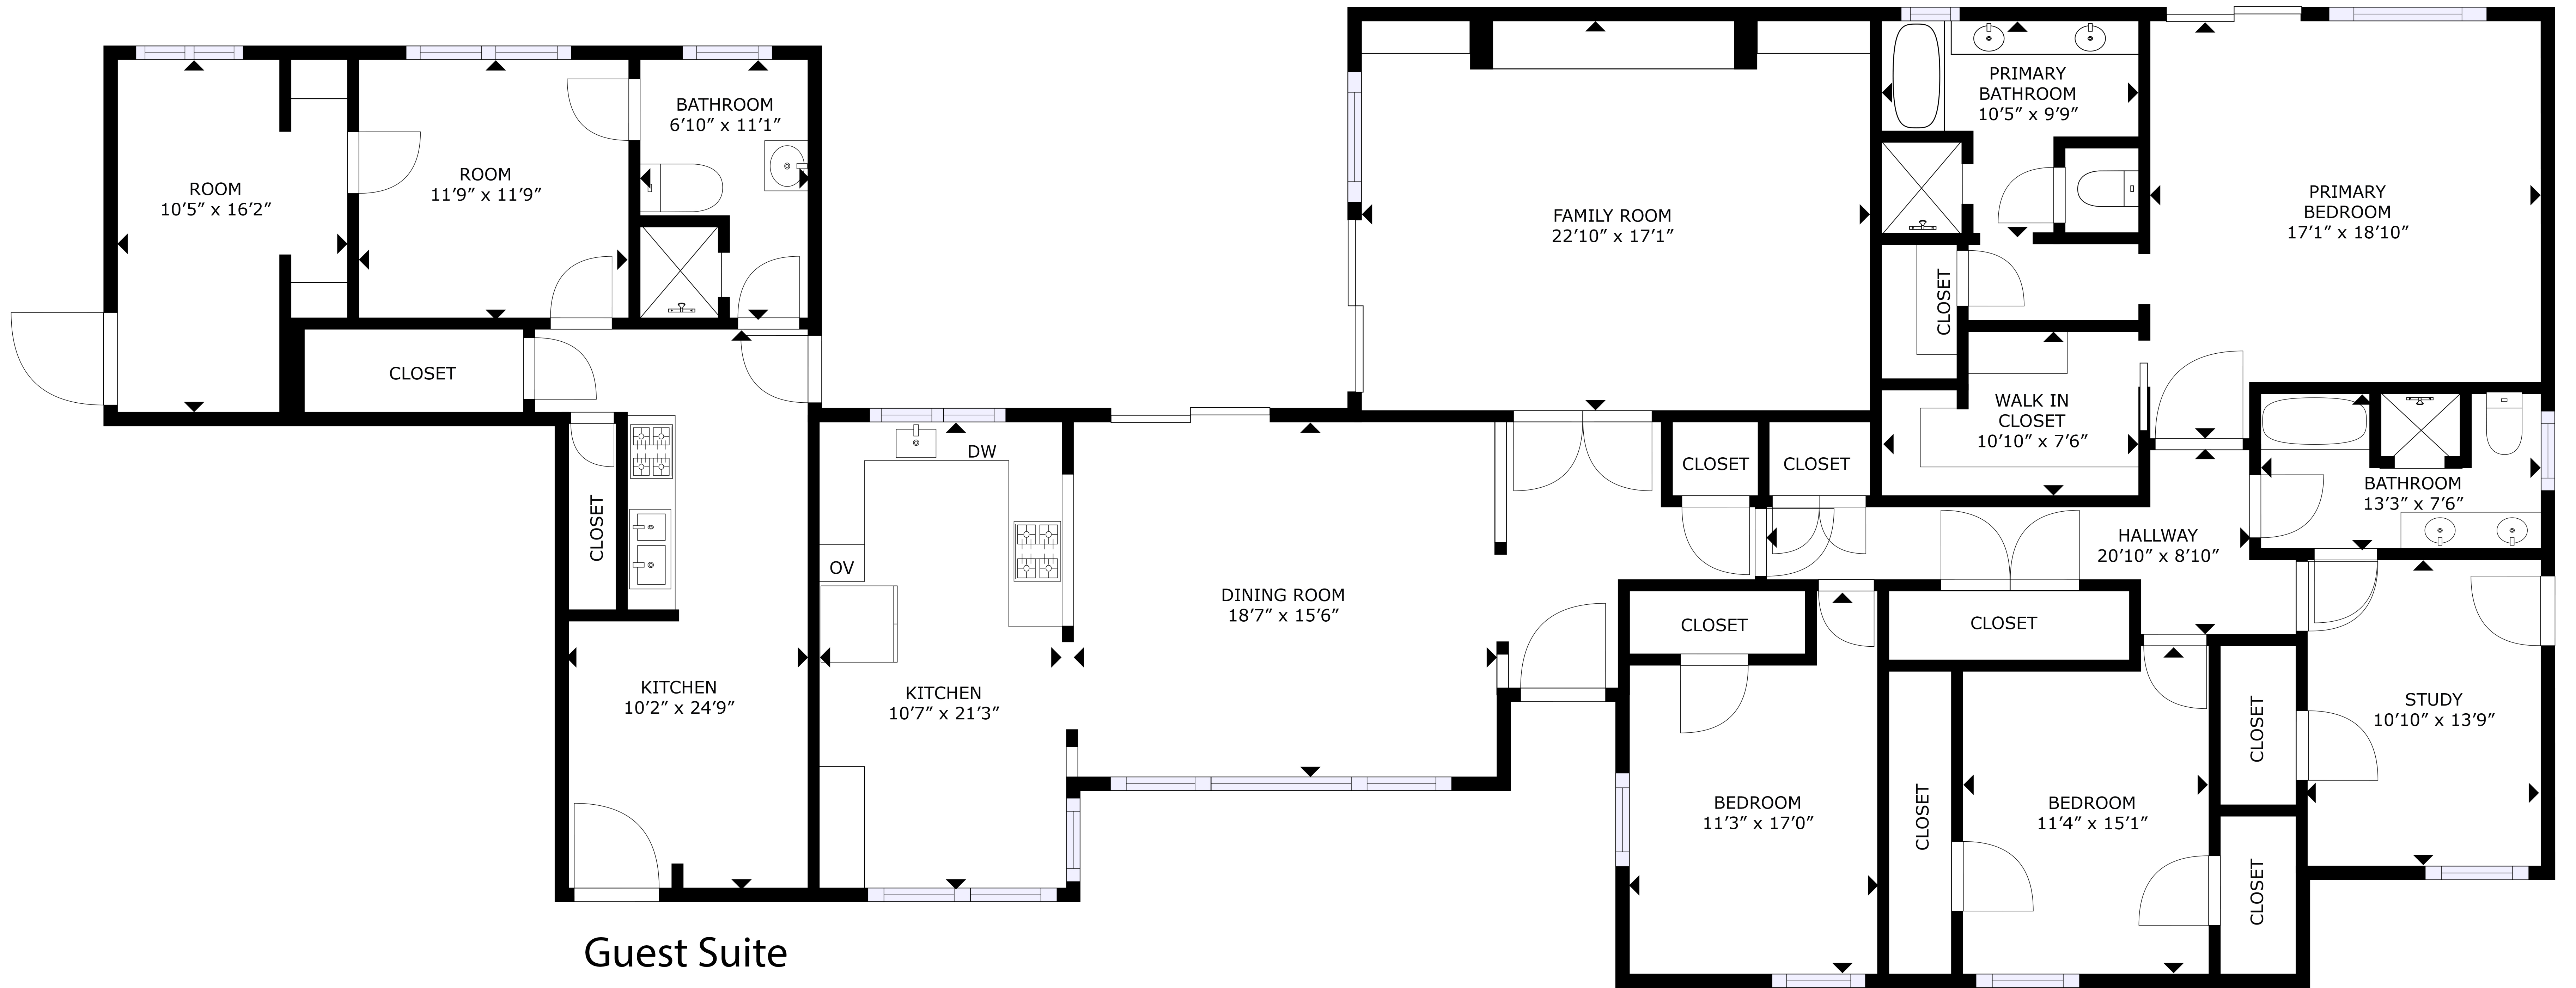 ROOM
10'5" x 16'2"
ROOM
11'9" x 11'9"
BATHROOM
6'10" x 11'1"
CLOSET
CLOSET
KITCHEN
10'2" x 24'9"
Guest Suite
DW
OV
KITCHEN
10'7" x 21'3"
DINING ROOM
18'7" x 15'6"
FAMILY ROOM
22'10" x 17'1"
PRIMARY
BATHROOM
10'5" x 9'9"
PRIMARY
BEDROOM
17'1" x 18'10"
CLOSET
WALK IN
CLOSET
10'10" x 7'6"
CLOSET
CLOSET
HALLWAY
20'10" x 8'10"
BATHROOM
13'3" x 7'6"
CLOSET
CLOSET
BEDROOM
11'3" x 17'0"
CLOSET
BEDROOM
11'4" x 15'1"
CLOSET
CLOSET
STUDY
10'10" x 13'9"